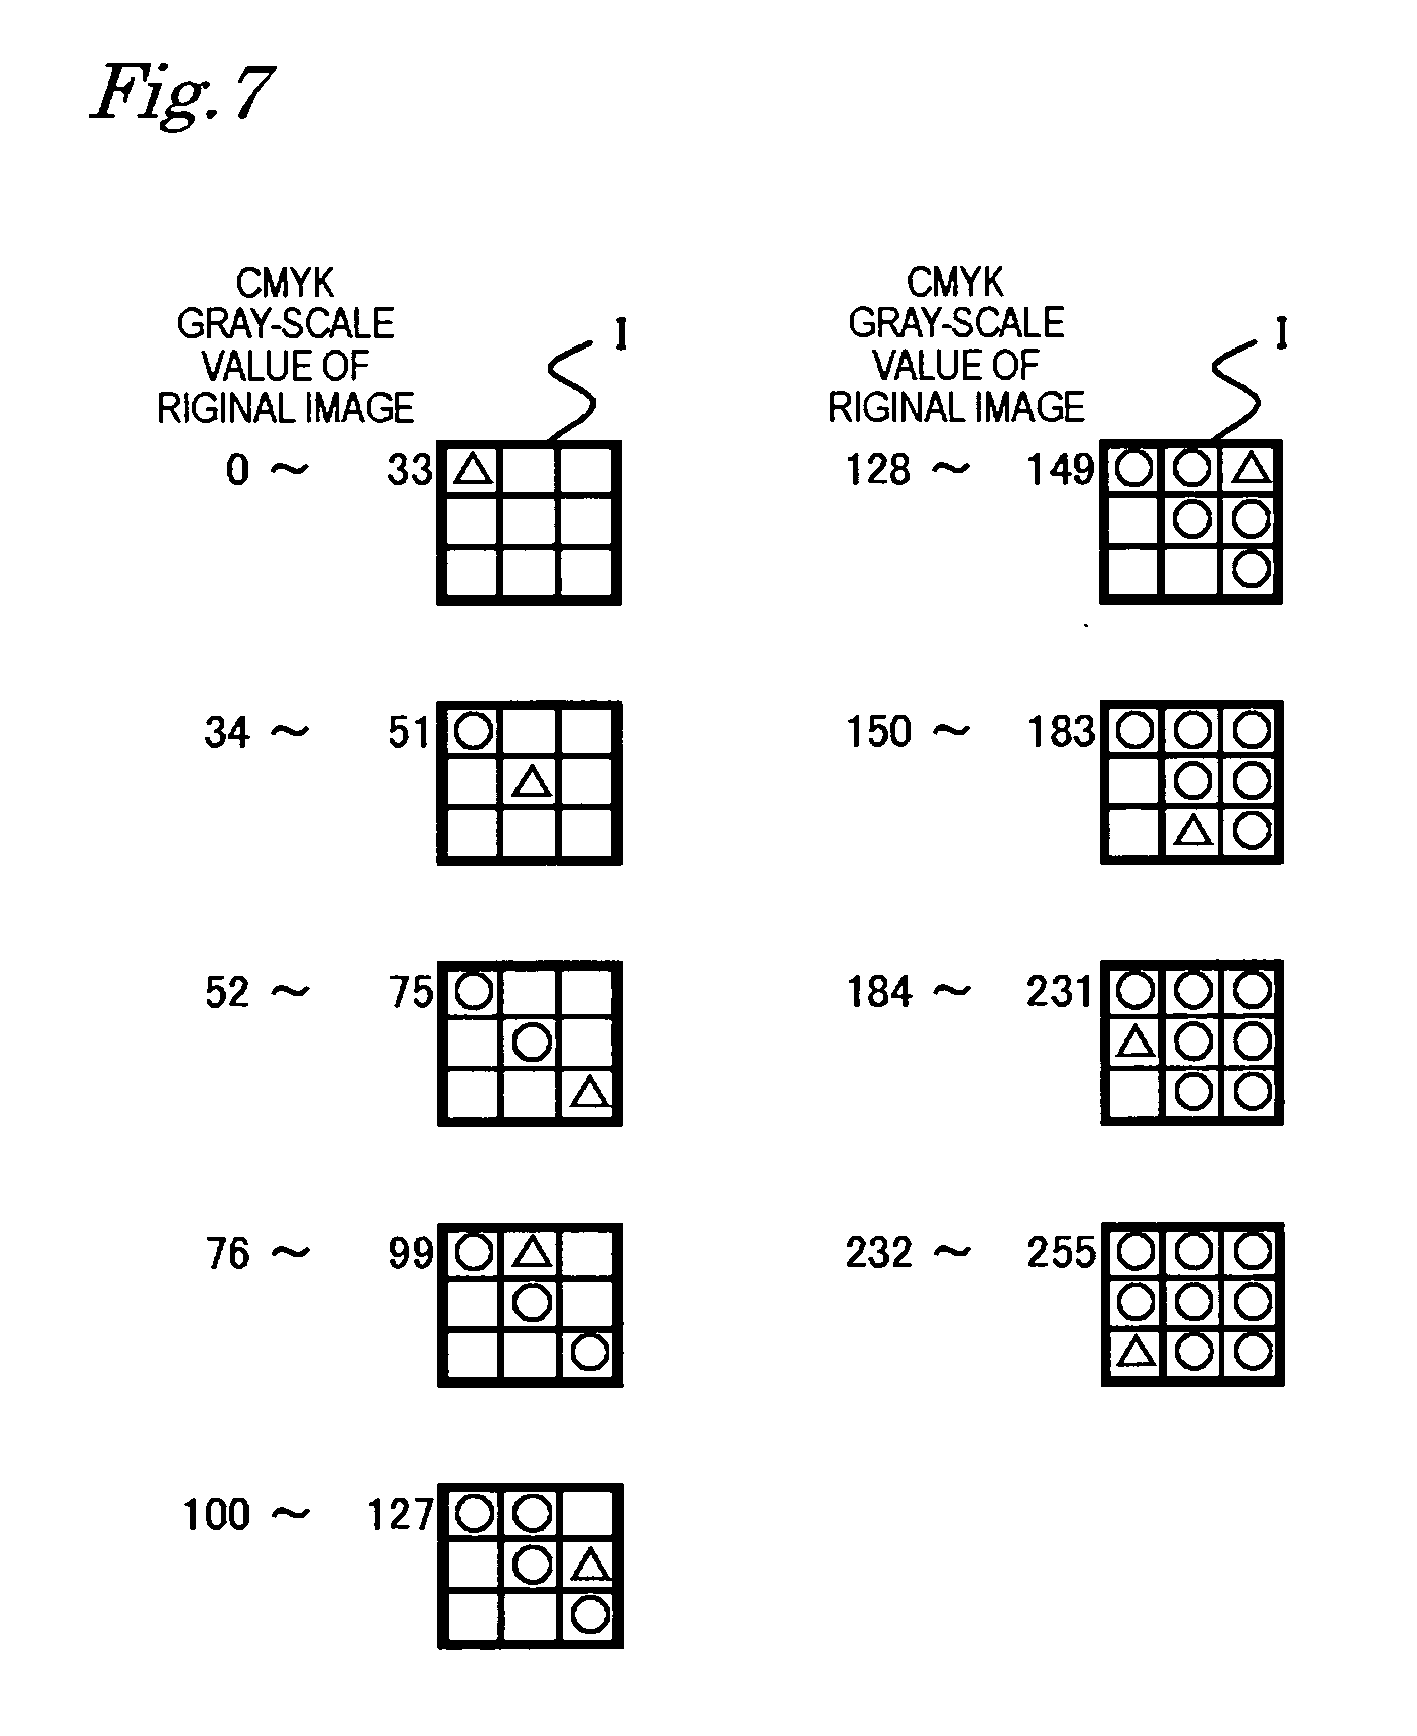 Fig. 7
CMYK
GRAY-SCALE
VALUE OF
RIGINAL IMAGE
I
0 ~ 33
34 ~ 51
52 ~ 75
76 ~ 99
100 ~ 127
CMYK
GRAY-SCALE
VALUE OF
RIGINAL IMAGE
I
128 ~ 149
150 ~ 183
184 ~ 231
232 ~ 255